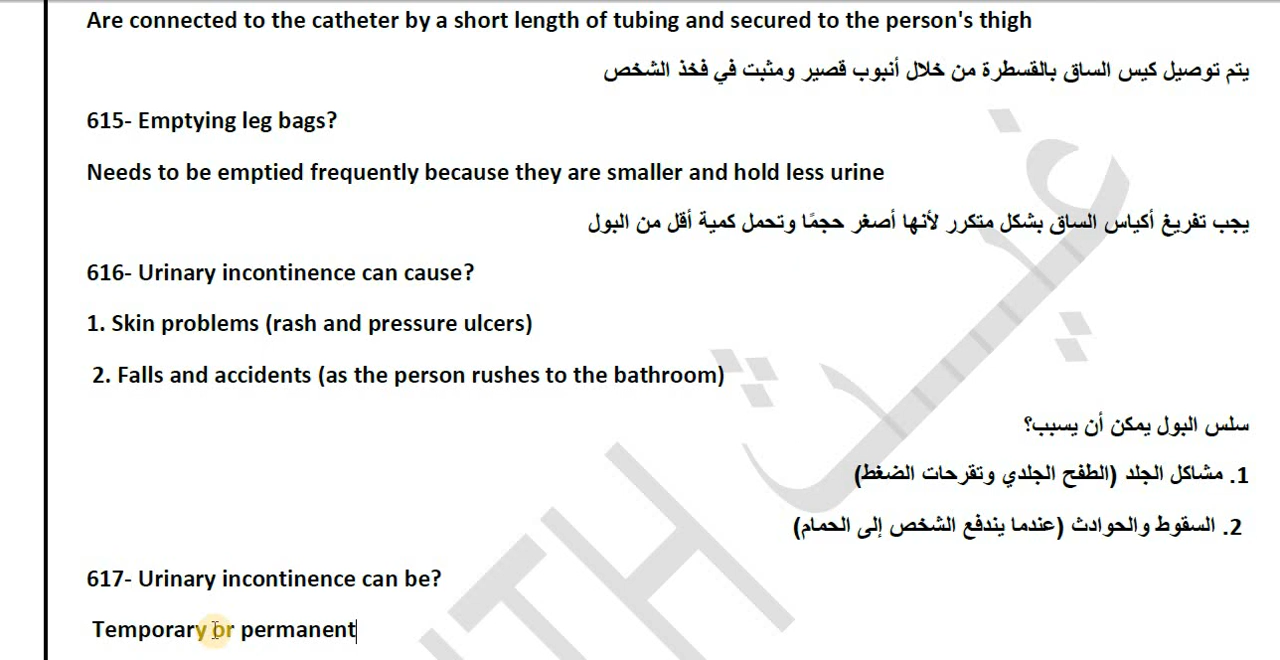 Are connected to the catheter by a short length of tubing and secured to the person's thigh
يتم توصيل كيس الساق بالقسطرة من خلال أنبوب قصير ومثبت في فخذ الشخص
615- Emptying leg bags?
Needs to be emptied frequently because they are smaller and hold less urine
يجب تفريغ أكياس الساق بشكل متكرر لأنها أصغر حجمًا وتحمل كمية أقل من البول
616- Urinary incontinence can cause?
1. Skin problems (rash and pressure ulcers)
2. Falls and accidents (as the person rushes to the bathroom)
سلس البول يمكن أن يسبب؟
1. مشاكل الجلد (الطفح الجلدي وتقرحات الضغط)
2. السقوط والحوادث (عندما يندفع الشخص إلى الحمام)
617- Urinary incontinence can be?
Temporary or permanent